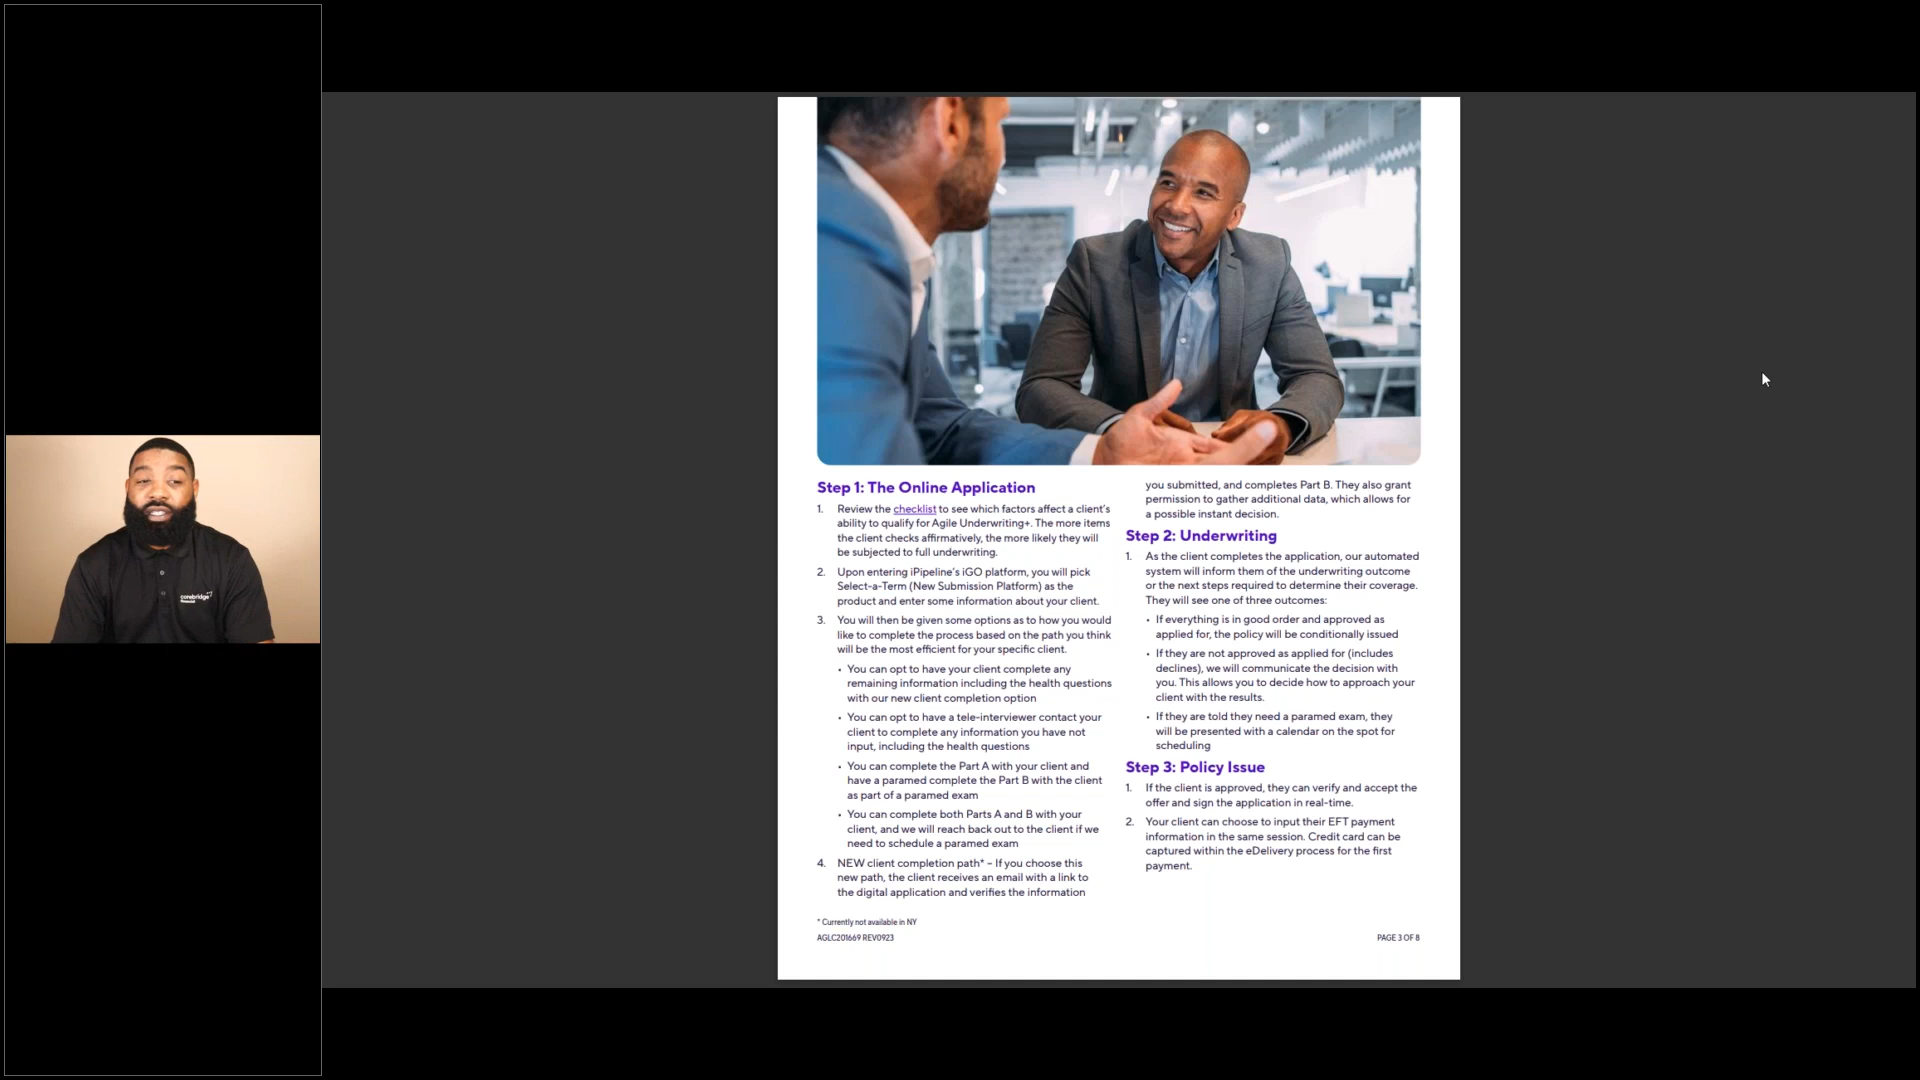 corebridge
financial
Step 1: The Online Application
1. Review the checklist to see which factors affect a client's
ability to qualify for Agile Underwriting+. The more items
the client checks affirmatively, the more likely they will
be subjected to full underwriting.
2. Upon entering iPipeline's iGO platform, you will pick
Select-a-Term (New Submission Platform) as the
product and enter some information about your client.
3. You will then be given some options as to how you would
like to complete the process based on the path you think
will be the most efficient for your specific client.
• You can opt to have your client complete any
remaining information including the health questions
with our new client completion option
• You can opt to have a tele-interviewer contact your
client to complete any information you have not
input, including the health questions
• You can complete the Part A with your client and
have a paramed complete the Part B with the client
as part of a paramed exam
• You can complete both Parts A and B with your
client, and we will reach back out to the client if we
need to schedule a paramed exam
4. NEW client completion path* – If you choose this
new path, the client receives an email with a link to
the digital application and verifies the information
you submitted, and completes Part B. They also grant
permission to gather additional data, which allows for
a possible instant decision.
Step 2: Underwriting
1. As the client completes the application, our automated
system will inform them of the underwriting outcome
or the next steps required to determine their coverage.
They will see one of three outcomes:
• If everything is in good order and approved as
applied for, the policy will be conditionally issued
• If they are not approved as applied for (includes
declines), we will communicate the decision with
you. This allows you to decide how to approach your
client with the results.
• If they are told they need a paramed exam, they
will be presented with a calendar on the spot for
scheduling
Step 3: Policy Issue
1. If the client is approved, they can verify and accept the
offer and sign the application in real-time.
2. Your client can choose to input their EFT payment
information in the same session. Credit card can be
captured within the eDelivery process for the first
payment.
* Currently not available in NY
AGLC201669 REV0923
PAGE 3 OF 8